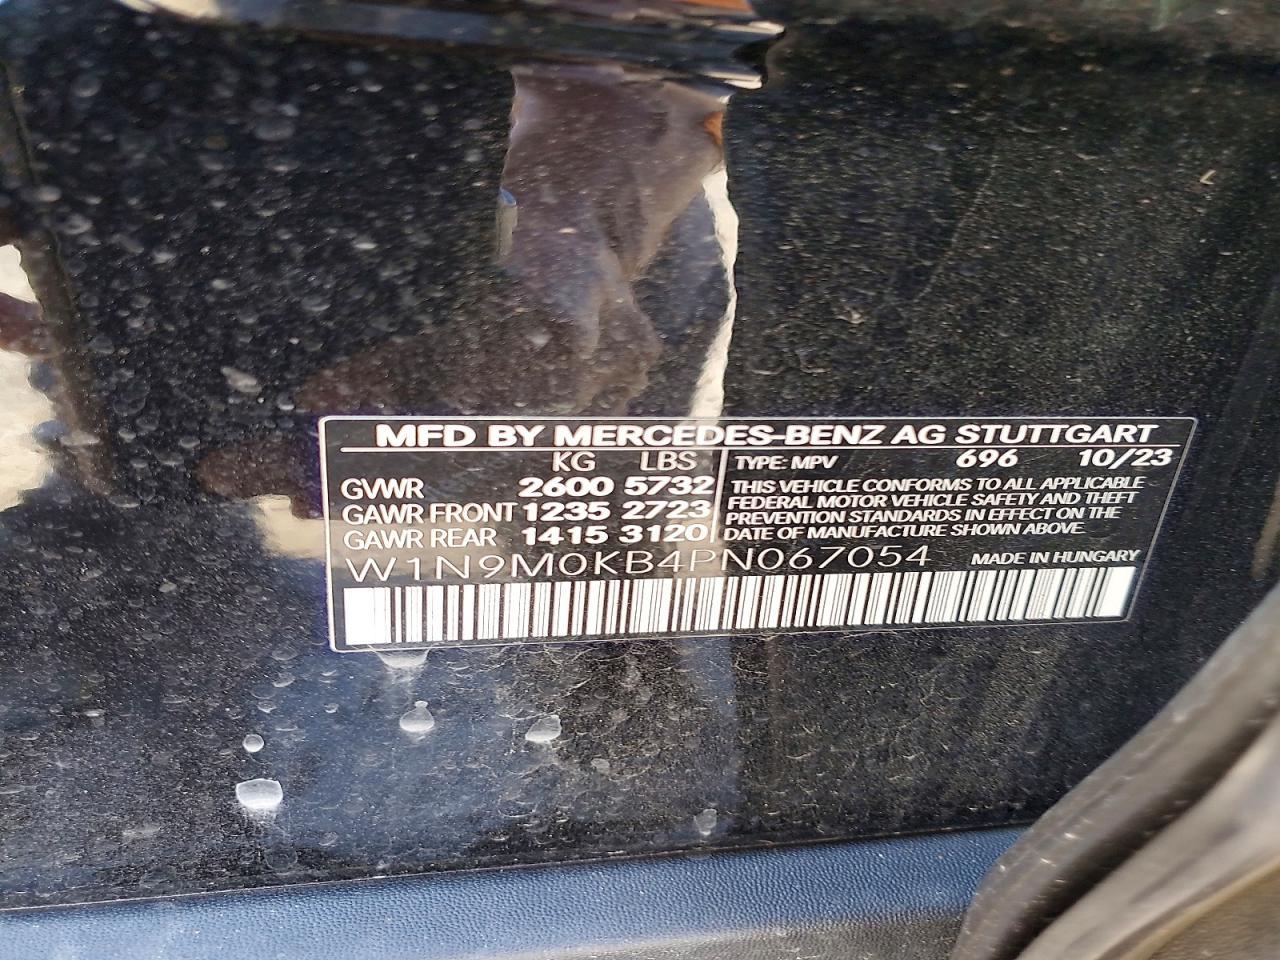 MFD BY MERCEDES-BENZ AG STUTTGART
KG LBS
GVWR 2600 5732
GAWR FRONT 1235 2723
GAWR REAR 1415 3120
TYPE: MPV 696 10/23
THIS VEHICLE CONFORMS TO ALL APPLICABLE
FEDERAL MOTOR VEHICLE SAFETY AND THEFT
PREVENTION STANDARDS IN EFFECT ON THE
DATE OF MANUFACTURE SHOWN ABOVE.
W1N9M0KB4PN067054 MADE IN HUNGARY